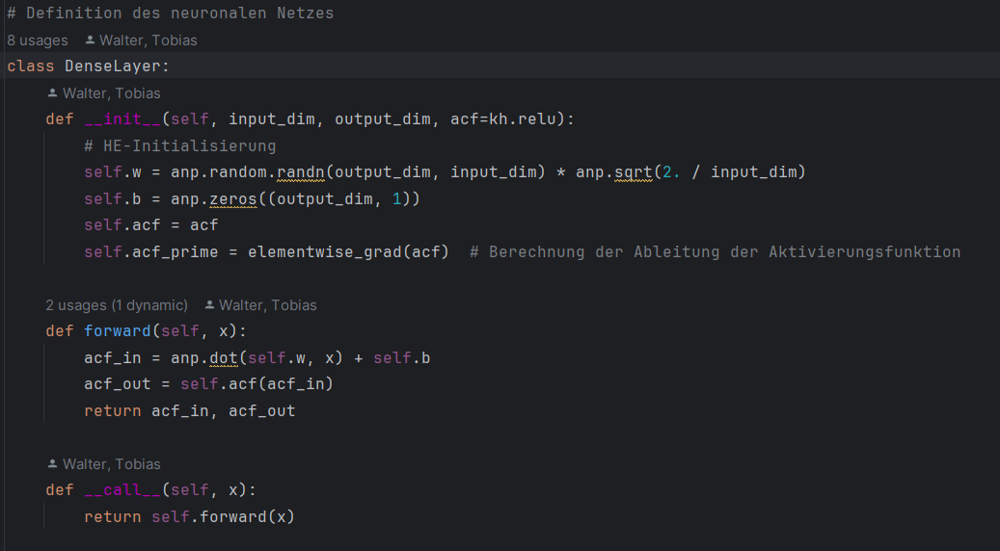 # Definition des neuronalen Netzes
8 usages Walter, Tobias
class DenseLayer:
Walter, Tobias
def __init__(self, input_dim, output_dim, acf=kh.relu):
# HE-Initialisierung
self.w = anp.random.randn(output_dim, input_dim) * anp.sqrt(2. / input_dim)
self.b = anp.zeros((output_dim, 1))
self.acf = acf
self.acf_prime = elementwise_grad(acf)  # Berechnung der Ableitung der Aktivierungsfunktion
2 usages (1 dynamic) Walter, Tobias
def forward(self, x):
acf_in = anp.dot(self.w, x) + self.b
acf_out = self.acf(acf_in)
return acf_in, acf_out
Walter, Tobias
def __call__(self, x):
return self.forward(x)